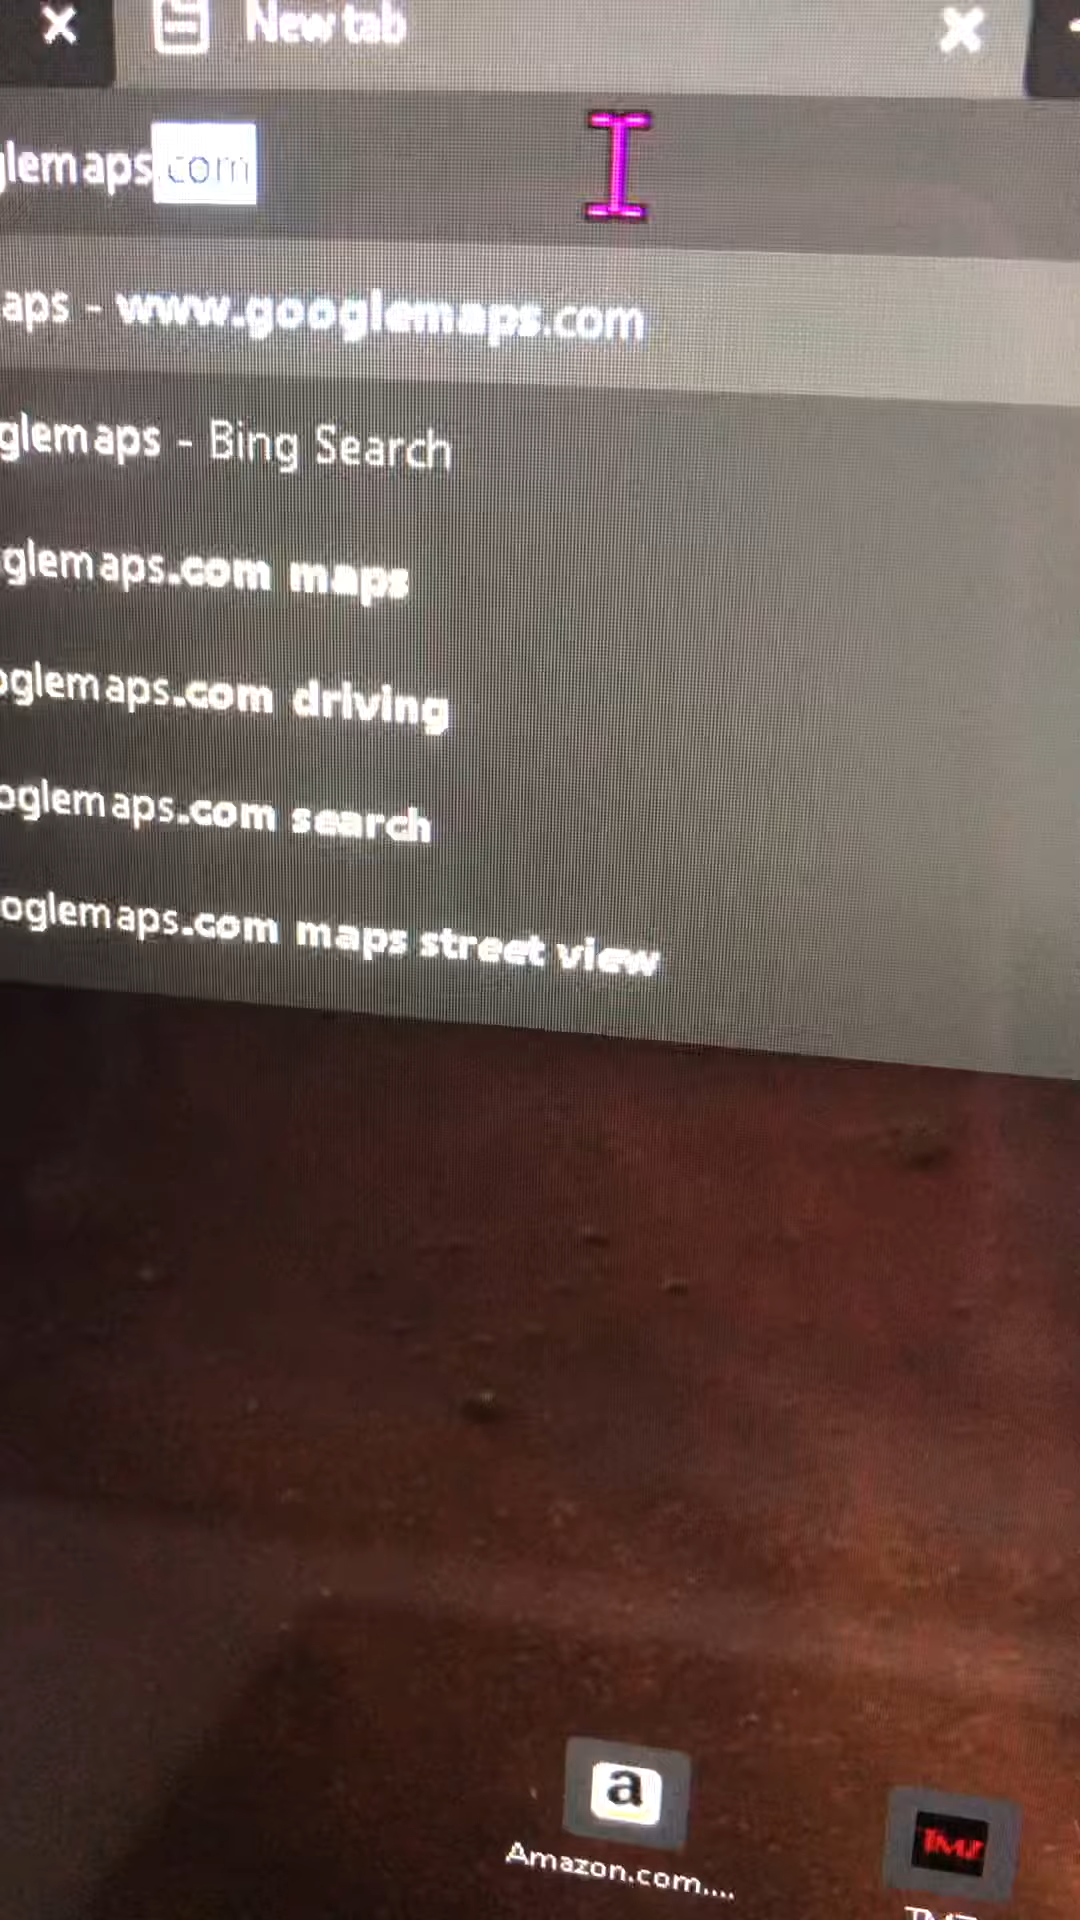 New tab
glemaps.com
aps - www.googlemaps.com
glemaps - Bing Search
glemaps.com maps
oglemaps.com driving
oglemaps.com search
oglemaps.com maps street view
a
Amazon.com....
TMZ
TMZ